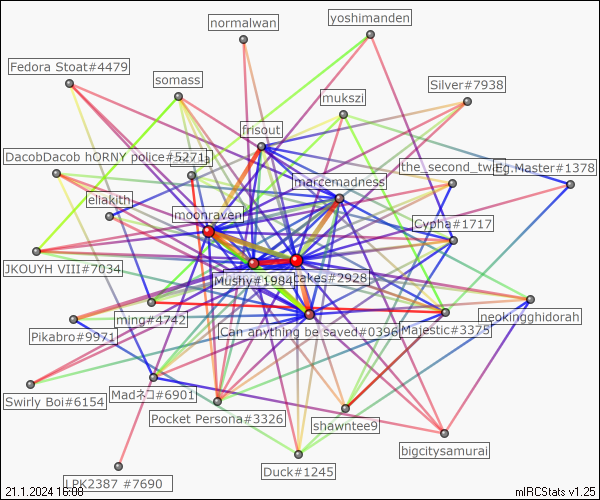 yoshimanden
normalwan
Fedora Stoat#4479
somass
Silver#7938
mukszi
frisout
DacobDacob hORNY police#5271
the_second_tw
Eg.Master#1378
marcemadness
eliakith
moonraven
Cypha#1717
JKOUYH VIII#7034
Mushy#1984
cakes#2928
neokingghidorah
ming#4742
Can anything be saved#0396
Majestic#3375
Pikabro#9971
Swirly Boi#6154
Madネコ#6901
Pocket Persona#3326
shawntee9
bigcitysamurai
Duck#1245
LPK2387 #7690
21.1.2024 16:08
mIRCStats v1.25